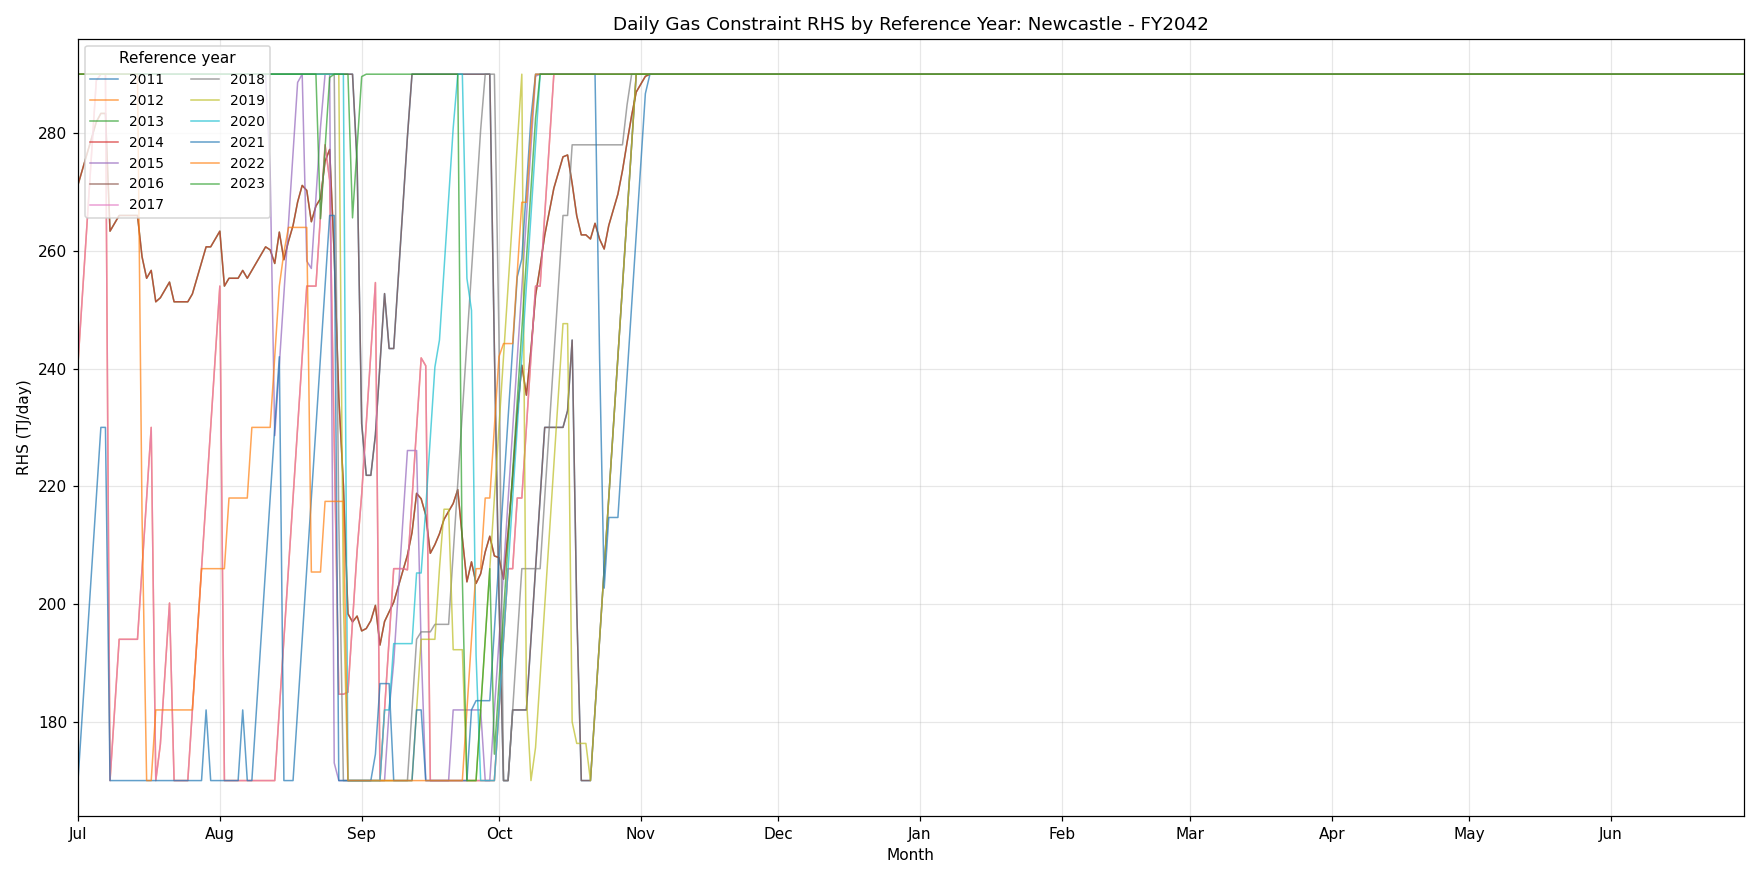 Daily Gas Constraint RHS by Reference Year: Newcastle - FY2042
Reference year
2011 2018
2012 2019
2013 2020
2014 2021
2015 2022
2016 2023
2017
280
260
240
220
200
180
RHS (TJ/day)
Jul Aug Sep Oct Nov Dec Jan Feb Mar Apr May Jun
Month